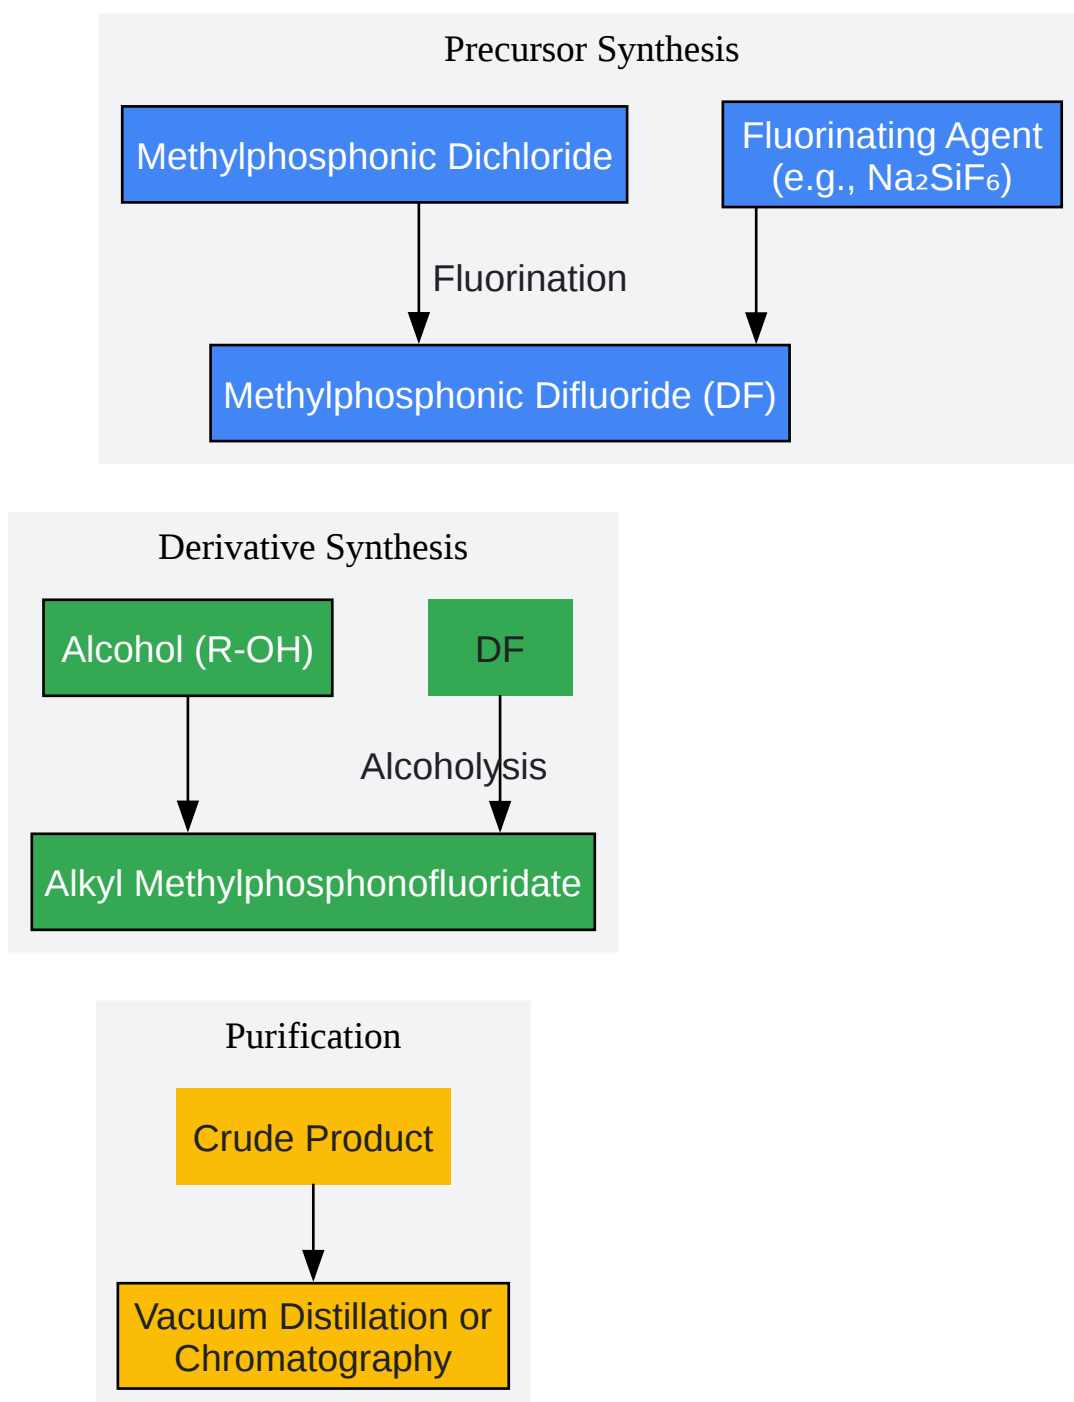 Precursor Synthesis
Methylphosphonic Dichloride
Fluorinating Agent
(e.g., Na₂SiF₆)
Fluorination
Methylphosphonic Difluoride (DF)
Derivative Synthesis
Alcohol (R-OH)
DF
Alcoholysis
Alkyl Methylphosphonofluoridate
Purification
Crude Product
Vacuum Distillation or
Chromatography